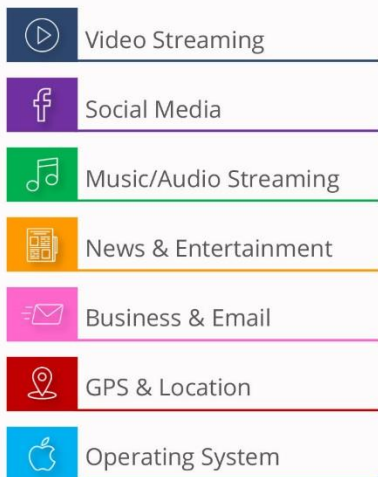 Video Streaming
Social Media
Music/Audio Streaming
News & Entertainment
Business & Email
GPS & Location
Operating System